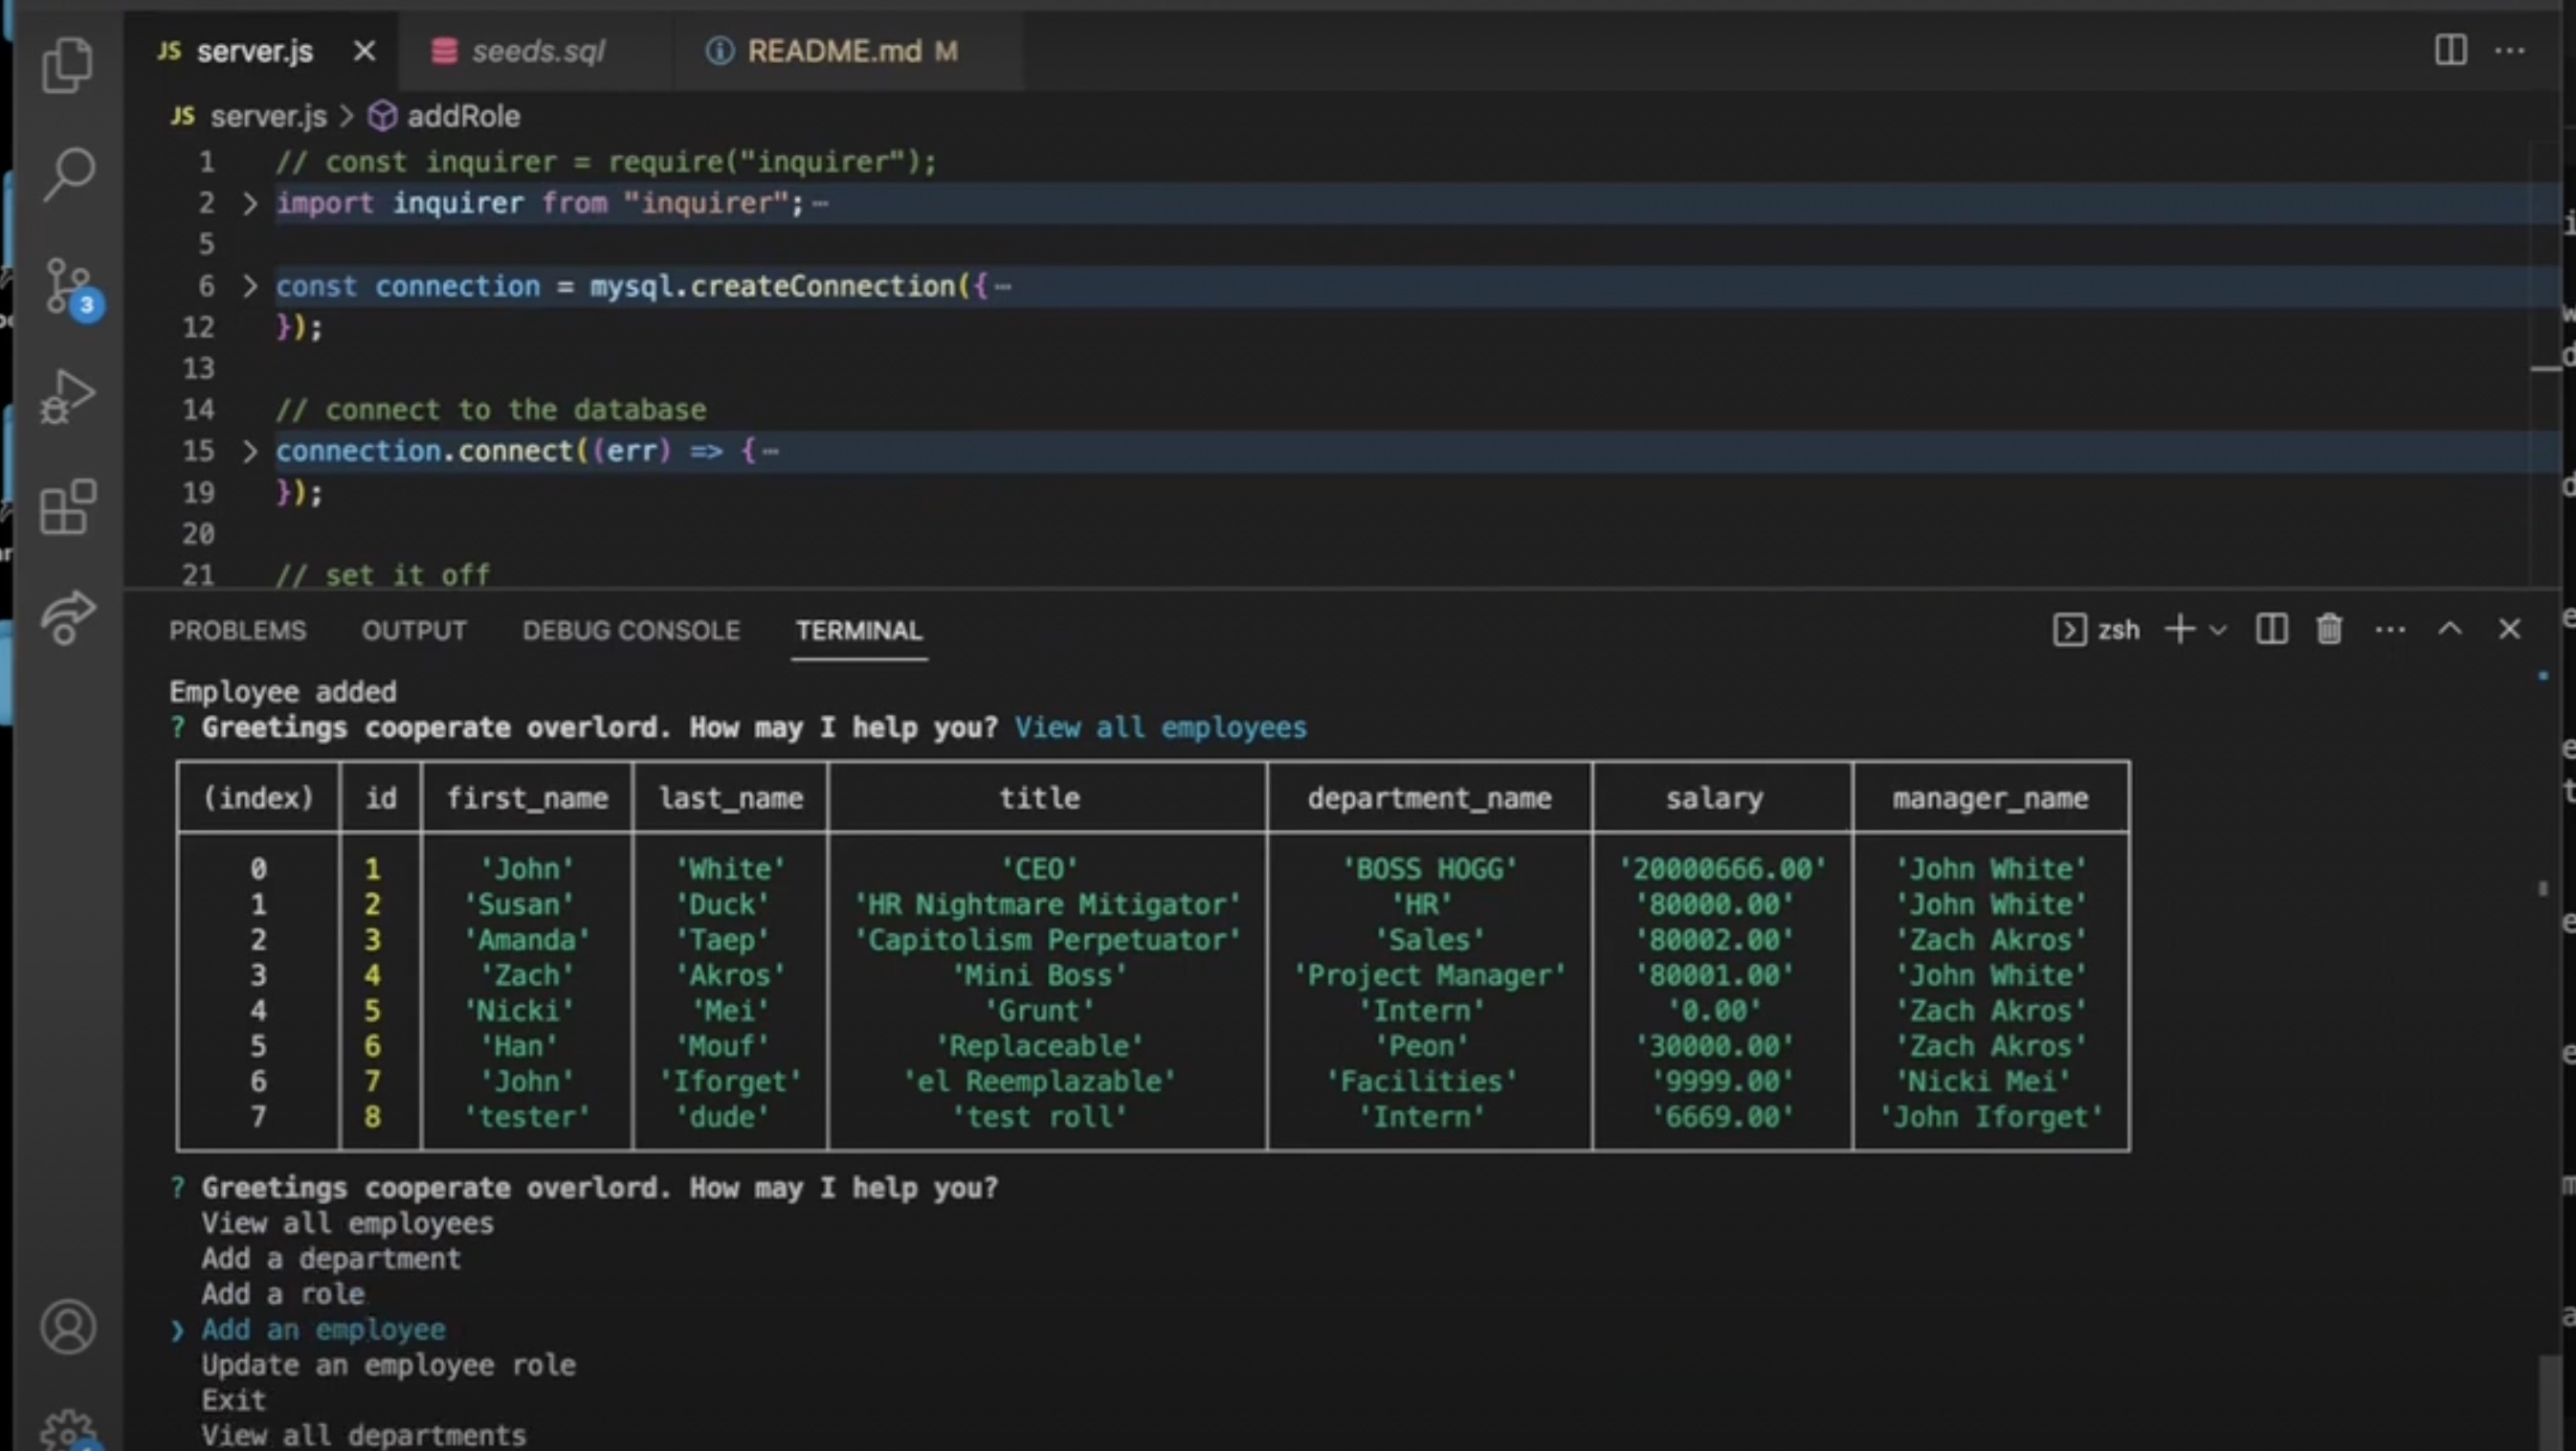 JS server.js × seeds.sql README.md M
JS server.js > addRole
1 // const inquirer = require("inquirer");
2 > import inquirer from "inquirer"; ⋯
5
6 > const connection = mysql.createConnection({ ⋯
12 });
13
14 // connect to the database
15 > connection.connect((err) => { ⋯
19 });
20
21 // set it off
3
PROBLEMS OUTPUT DEBUG CONSOLE TERMINAL zsh
Employee added
? Greetings cooperate overlord. How may I help you? View all employees
(index) id first_name last_name title department_name salary manager_name
0 1 'John' 'White' 'CEO' 'BOSS HOGG' '20000666.00' 'John White'
1 2 'Susan' 'Duck' 'HR Nightmare Mitigator' 'HR' '80000.00' 'John White'
2 3 'Amanda' 'Taep' 'Capitolism Perpetuator' 'Sales' '80002.00' 'Zach Akros'
3 4 'Zach' 'Akros' 'Mini Boss' 'Project Manager' '80001.00' 'John White'
4 5 'Nicki' 'Mei' 'Grunt' 'Intern' '0.00' 'Zach Akros'
5 6 'Han' 'Mouf' 'Replaceable' 'Peon' '30000.00' 'Zach Akros'
6 7 'John' 'Iforget' 'el Reemplazable' 'Facilities' '9999.00' 'Nicki Mei'
7 8 'tester' 'dude' 'test roll' 'Intern' '6669.00' 'John Iforget'
? Greetings cooperate overlord. How may I help you?
View all employees
Add a department
Add a role
❯ Add an employee
Update an employee role
Exit
View all departments